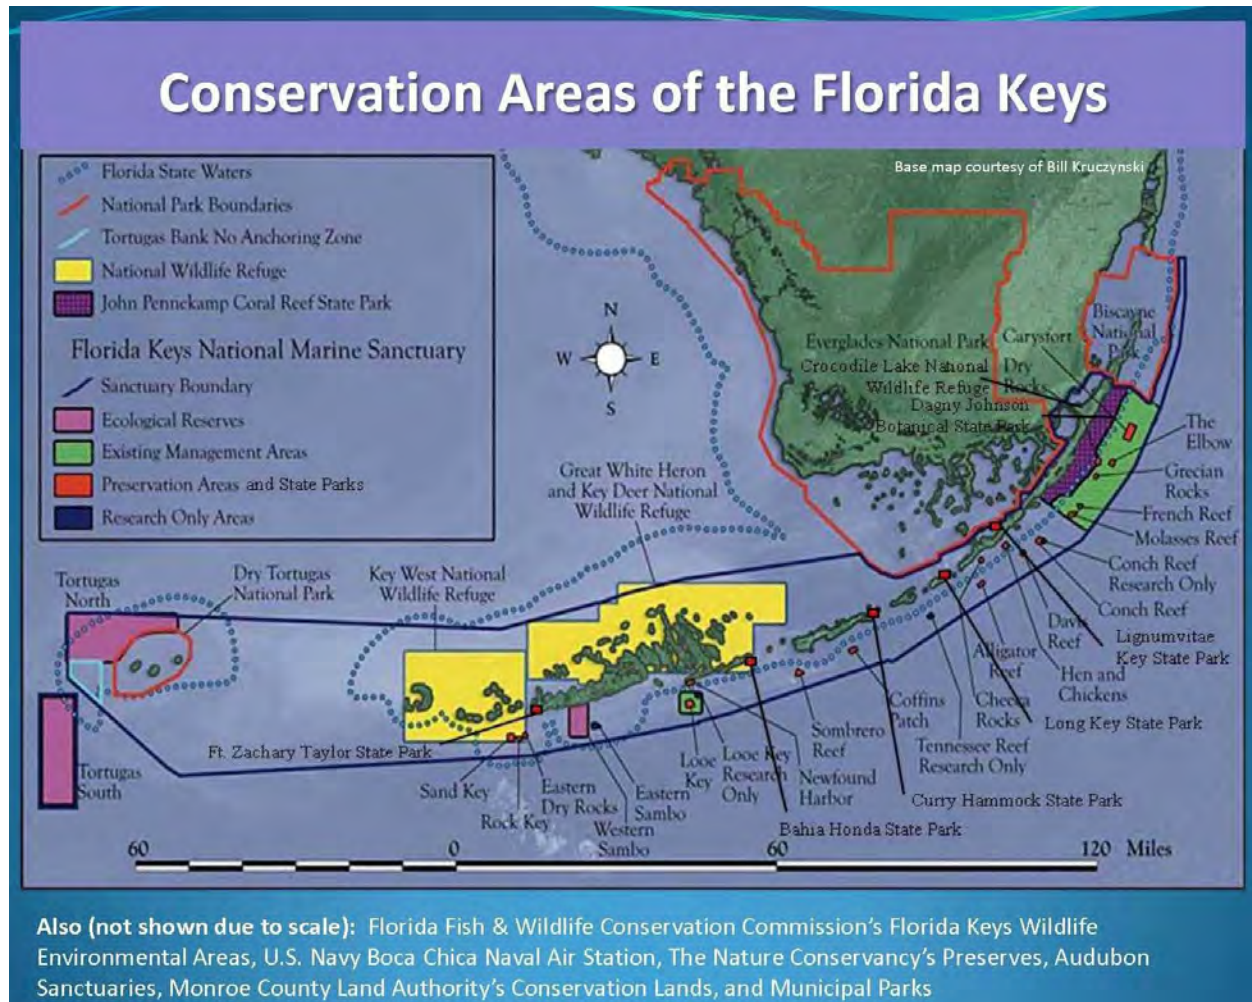 Conservation Areas of the Florida Keys
Base map courtesy of Bill Kruczynski
Florida State Waters
National Park Boundaries
Tortugas Bank No Anchoring Zone
National Wildlife Refuge
John Pennekamp Coral Reef State Park
Florida Keys National Marine Sanctuary
Sanctuary Boundary
Ecological Reserves
Existing Management Areas
Preservation Areas and State Parks
Research Only Areas
N
W
E
S
Biscayne
National
Park
Everglades National Park
Carysfort
Crocodile Lake National
Wildlife Refuge
Dry
Rocks
Dagny Johnson
Botanical State Park
The
Elbow
Grecian
Rocks
French Reef
Molasses Reef
Conch Reef
Research Only
Conch Reef
Great White Heron
and Key Deer National
Wildlife Refuge
Key West National
Wildlife Refuge
Dry Tortugas
National Park
Tortugas
North
Tortugas
South
Davis
Reef
Lignumvitae
Key State Park
Alligator
Reef
Hen and
Chickens
Cheeca
Rocks
Long Key State Park
Coffins
Patch
Tennessee Reef
Research Only
Sombrero
Reef
Curry Hammock State Park
Ft. Zachary Taylor State Park
Sand Key
Rock Key
Eastern
Dry Rocks
Western
Sambo
Eastern
Sambo
Looe
Key
Looe Key
Research
Only
Newfound
Harbor
Bahia Honda State Park
60
0
60
120 Miles
Also (not shown due to scale): Florida Fish & Wildlife Conservation Commission's Florida Keys Wildlife
Environmental Areas, U.S. Navy Boca Chica Naval Air Station, The Nature Conservancy's Preserves, Audubon
Sanctuaries, Monroe County Land Authority's Conservation Lands, and Municipal Parks